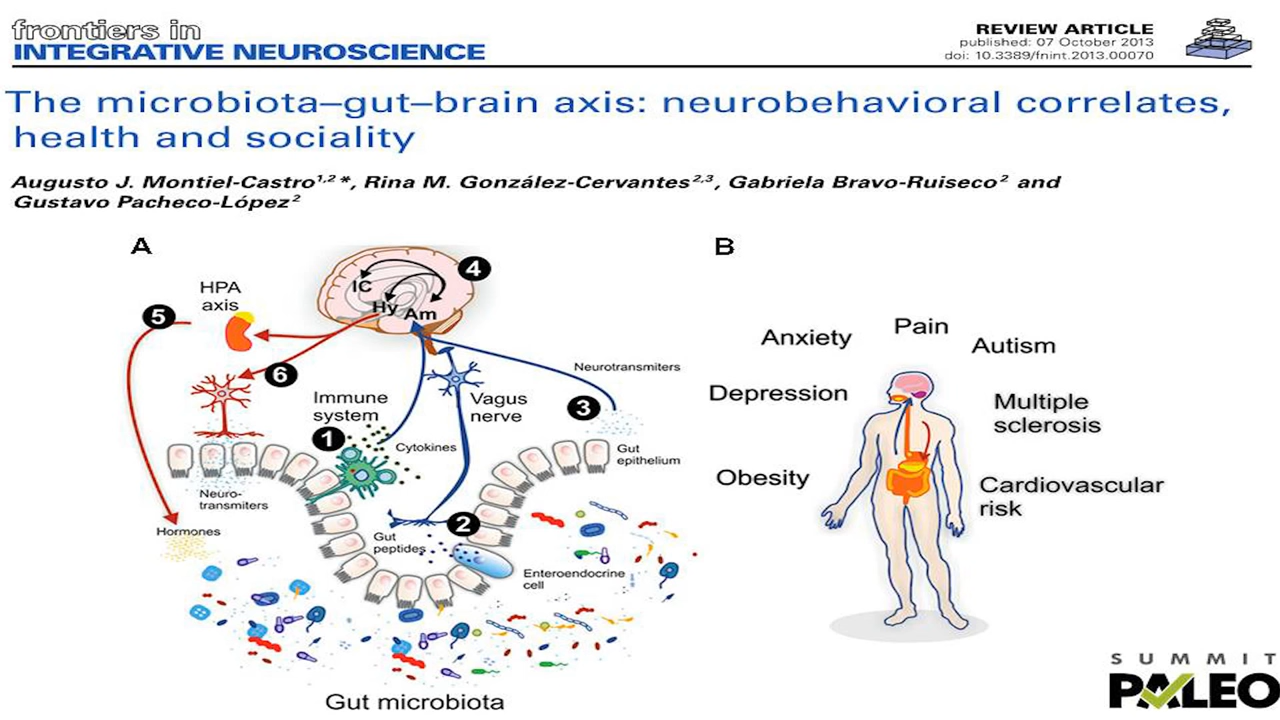 frontiers in
INTEGRATIVE NEUROSCIENCE
REVIEW ARTICLE
published: 07 October 2013
doi: 10.3389/fnint.2013.00070
The microbiota–gut–brain axis: neurobehavioral correlates,
health and sociality
Augusto J. Montiel-Castro1,2*, Rina M. González-Cervantes2,3, Gabriela Bravo-Ruiseco2 and
Gustavo Pacheco-López2
A
HPA
axis
IC
Hy
Am
4
5
6
Immune
system
1
Cytokines
Vagus
nerve
Neurotransmiters
3
Gut
epithelium
Neuro-
transmiters
Hormones
2
Gut
peptides
Enteroendocrine
cell
Gut microbiota
B
Anxiety
Pain
Autism
Depression
Multiple
sclerosis
Obesity
Cardiovascular
risk
SUMMIT
PALEO